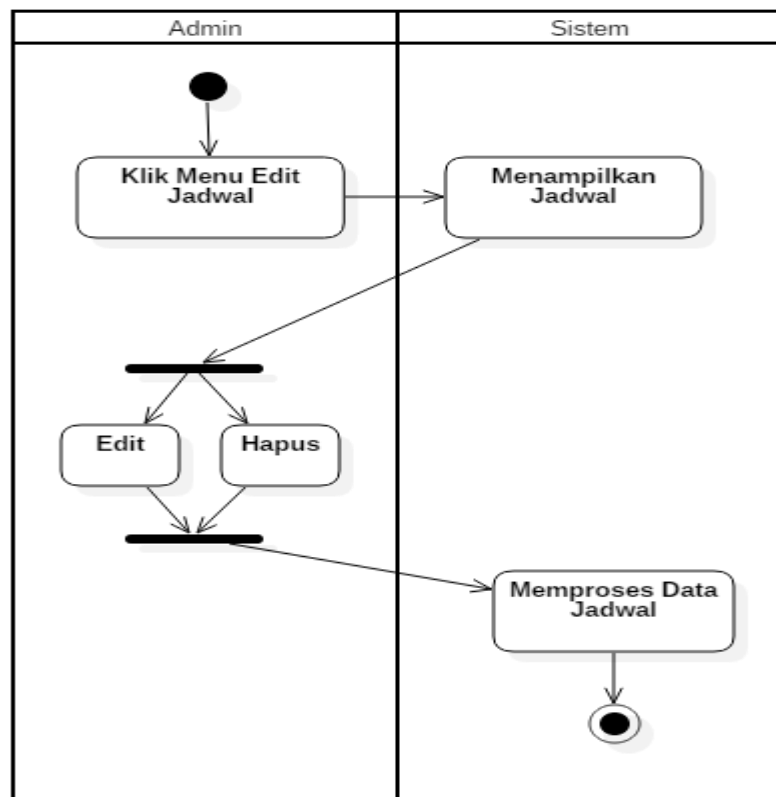 Admin
Sistem
Klik Menu Edit
Jadwal
Menampilkan
Jadwal
Edit
Hapus
Memproses Data
Jadwal